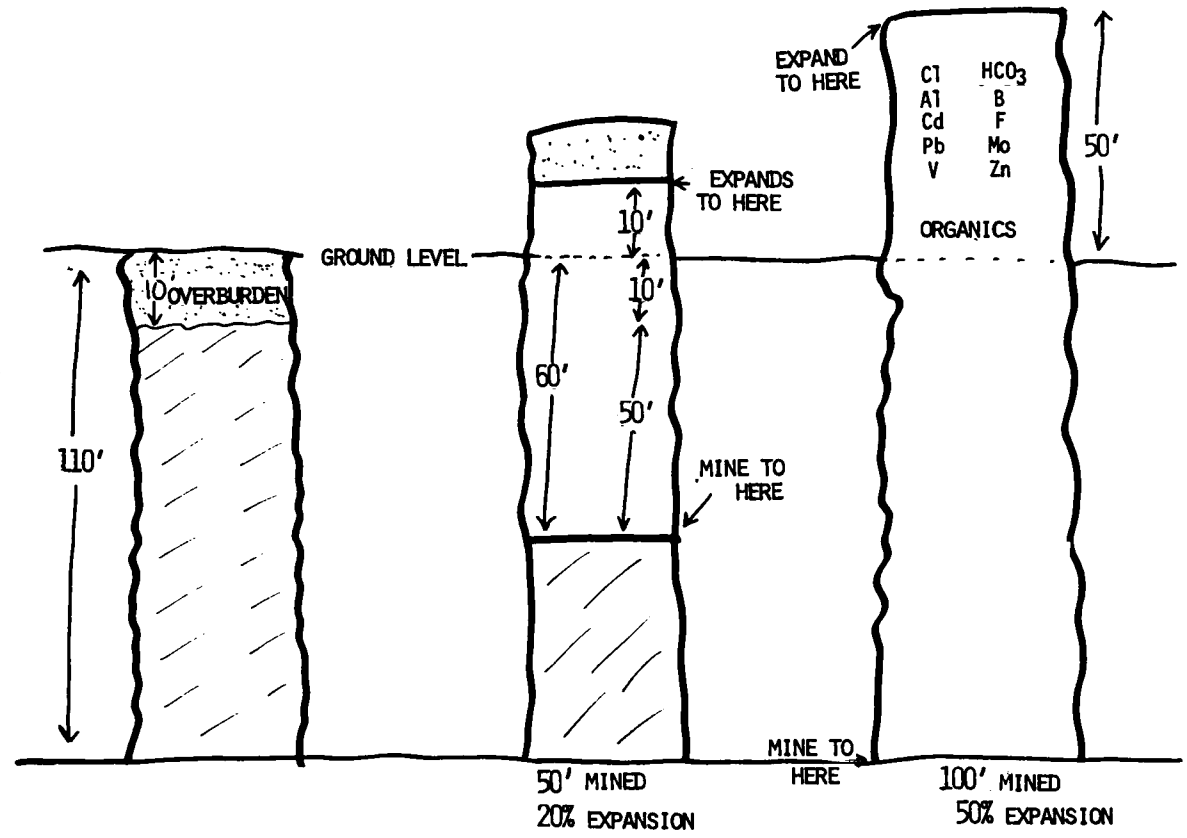 EXPAND
TO HERE
Cl HCO3
Al B
Cd F
Pb Mo
V Zn
50'
ORGANICS
EXPANDS
TO HERE
10'
GROUND LEVEL
10'
OVERBURDEN
10'
110'
60'
50'
MINE TO
HERE
MINE TO
HERE
50' MINED
20% EXPANSION
100' MINED
50% EXPANSION